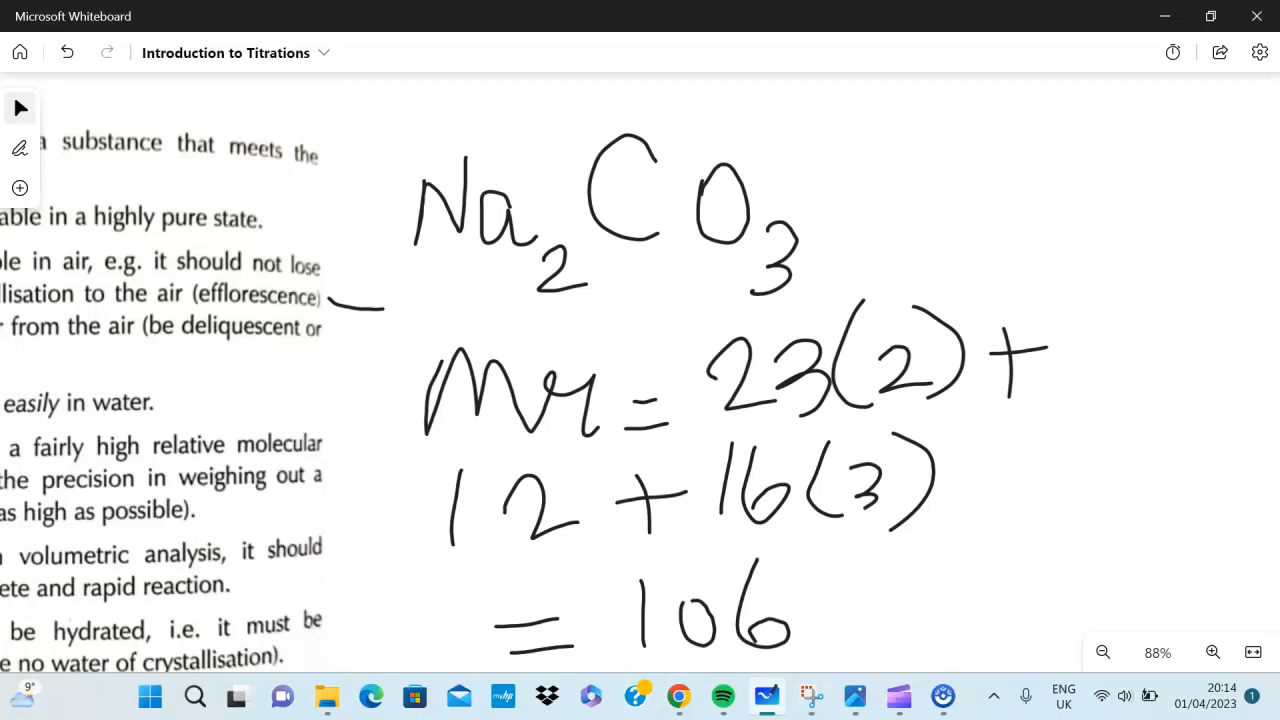 Microsoft Whiteboard
Introduction to Titrations
a substance that meets the
able in a highly pure state.
ble in air, e.g. it should not lose
llisation to the air (efflorescence)
r from the air (be deliquescent or
easily in water.
a fairly high relative molecular
the precision in weighing out a
as high as possible).
n volumetric analysis, it should
ete and rapid reaction.
be hydrated, i.e. it must be
e no water of crystallisation).
Na2CO3
Mr = 23(2) +
12 + 16(3)
= 106
88%
9°
myhp
ENG
UK
20:14
01/04/2023
1